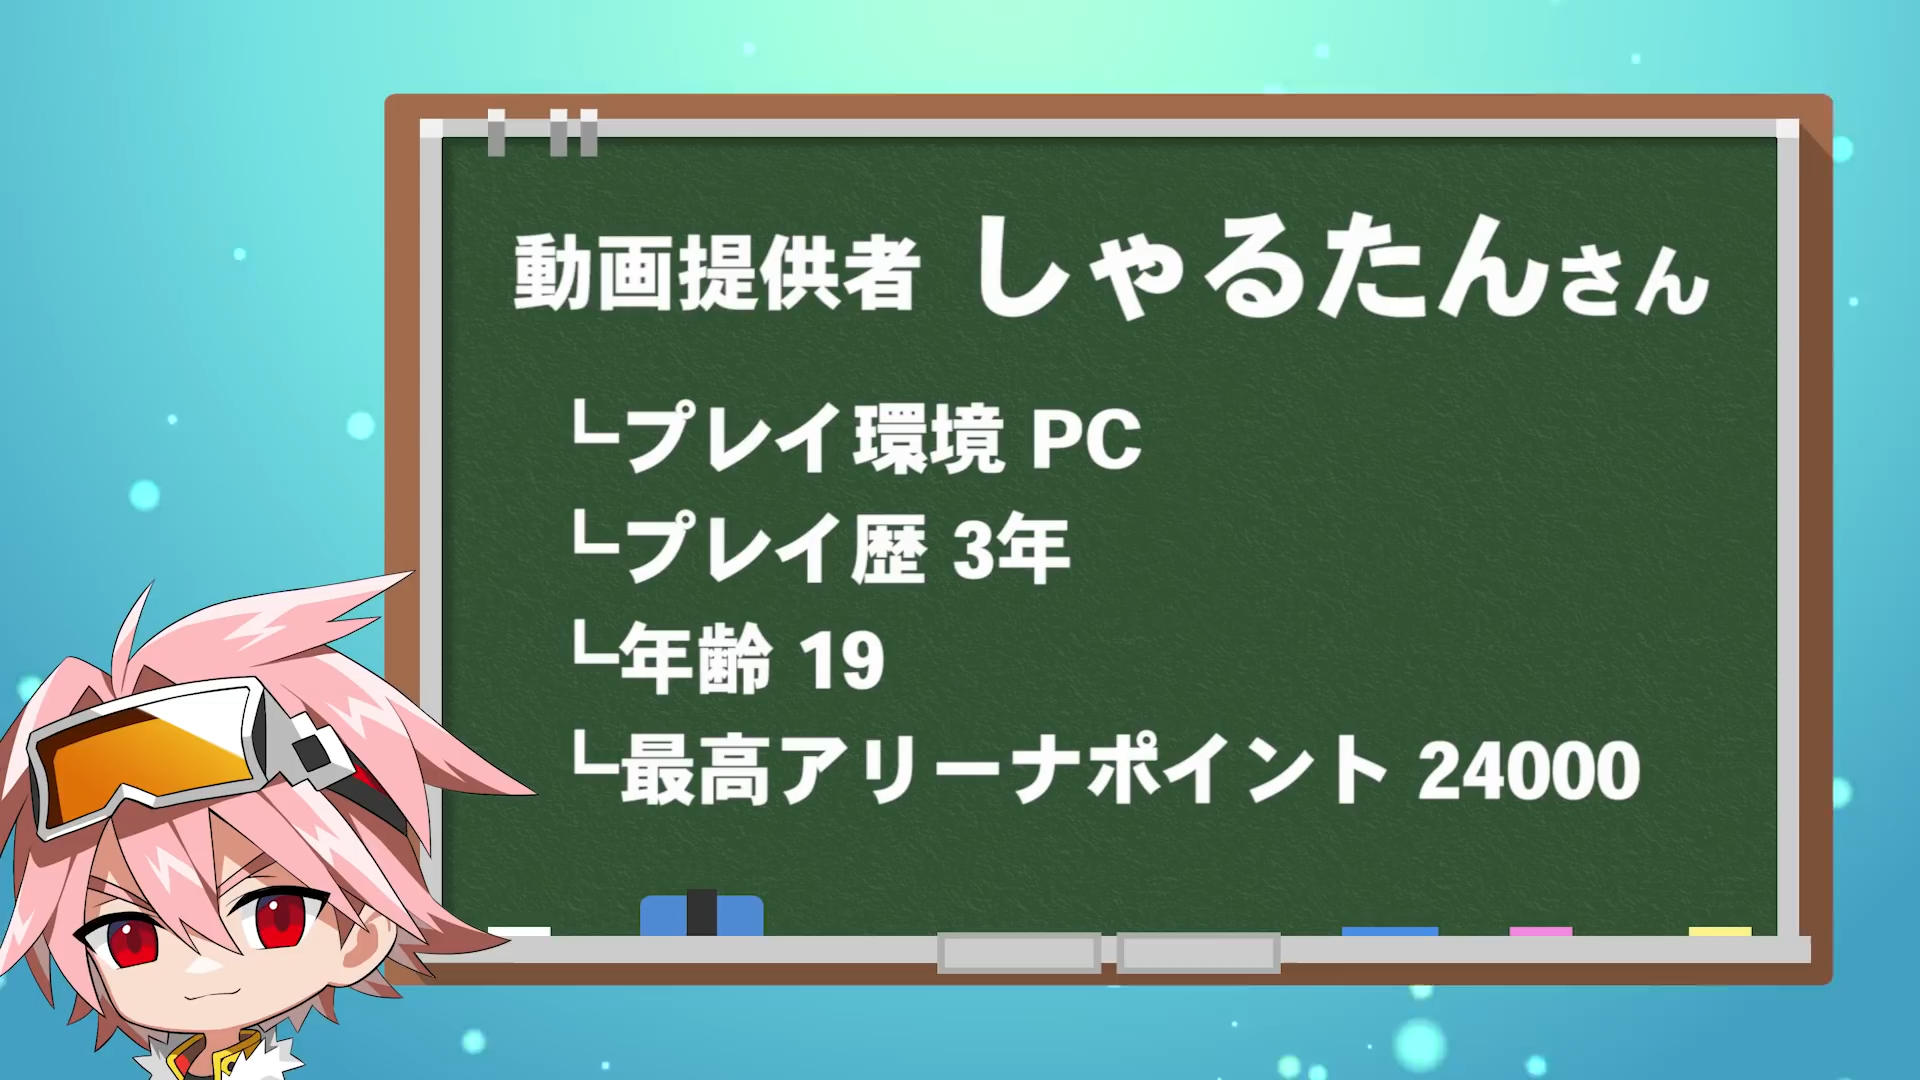 動画提供者 しゃるたんさん
└プレイ環境 PC
└プレイ歴 3年
└年齢 19
└最高アリーナポイント 24000